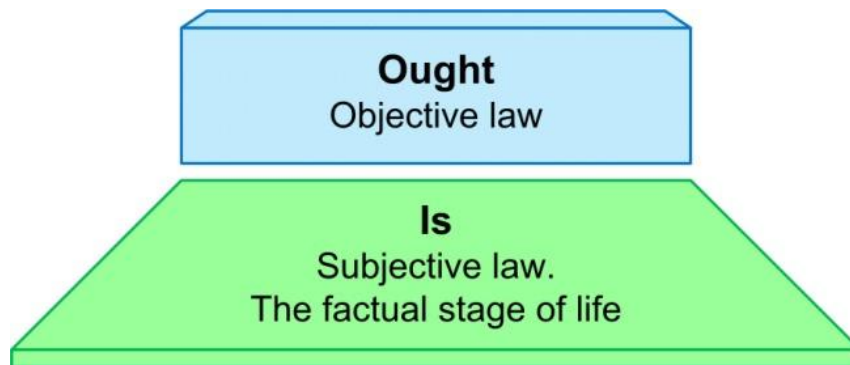 Ought
Objective law
Is
Subjective law.
The factual stage of life